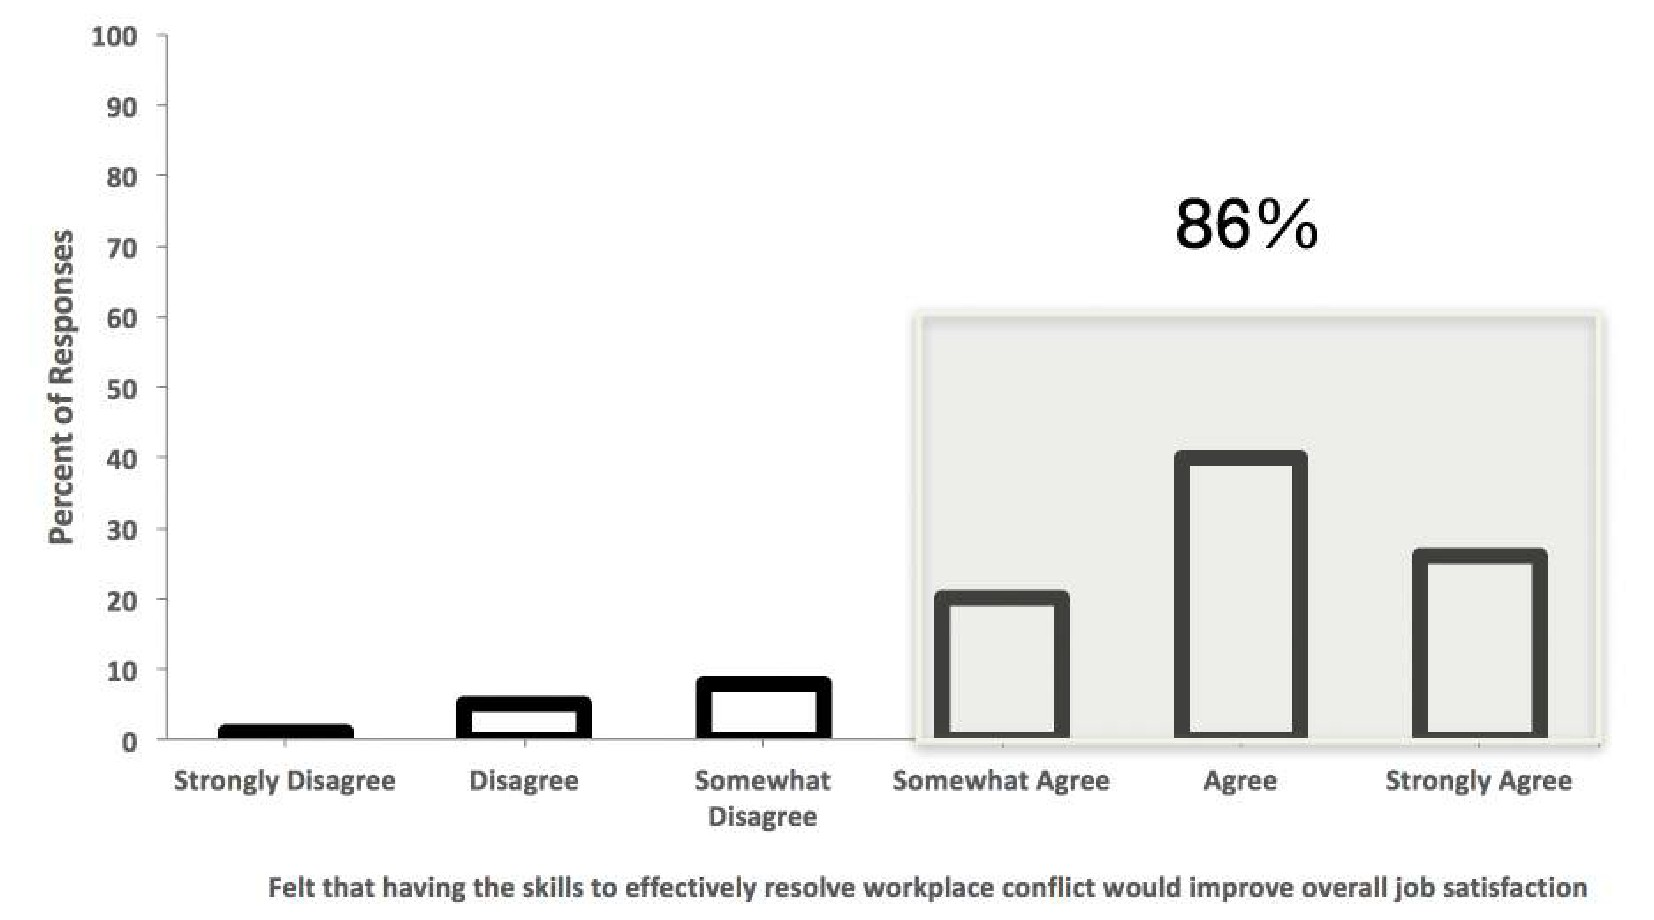 100
90
80
70
60
50
40
30
20
10
0
Percent of Responses
86%
Strongly Disagree
Disagree
Somewhat
Disagree
Somewhat Agree
Agree
Strongly Agree
Felt that having the skills to effectively resolve workplace conflict would improve overall job satisfaction